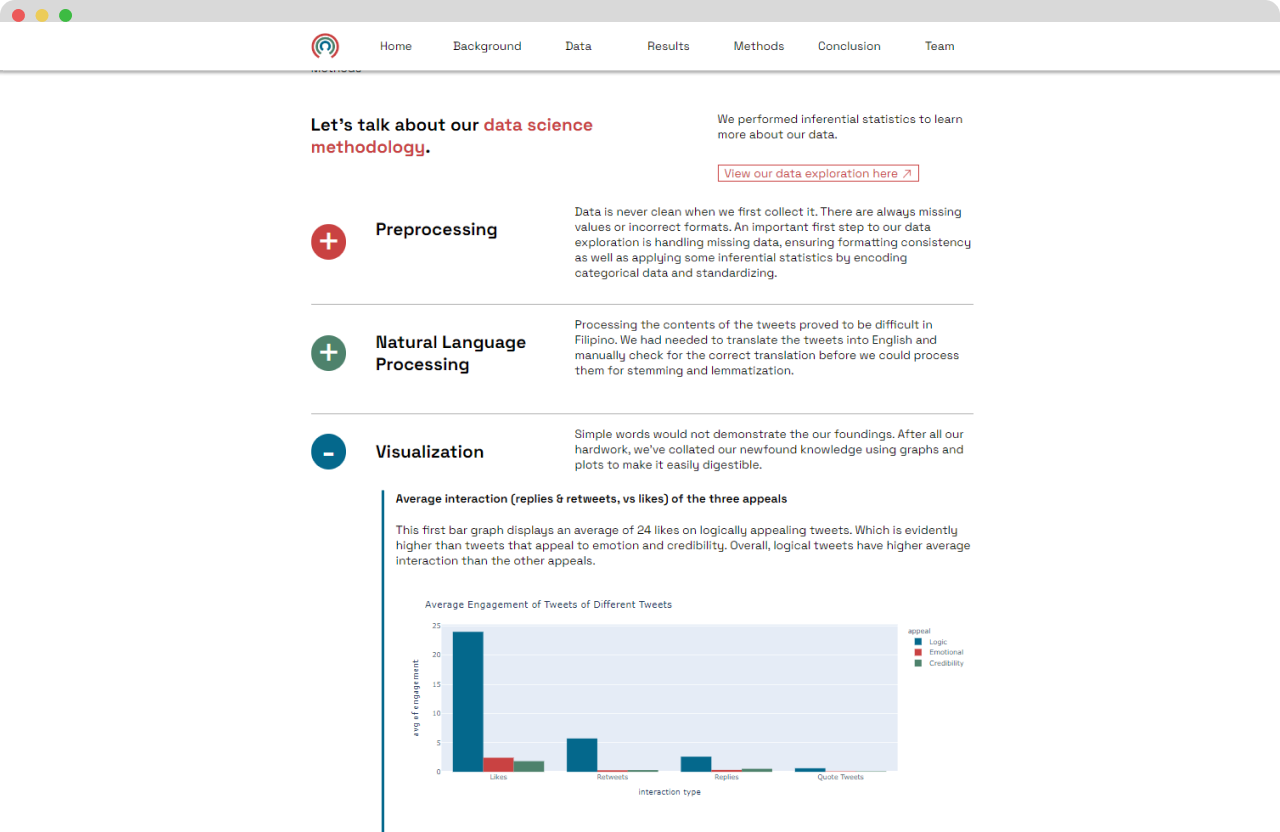 Home Background Data Results Methods Conclusion Team
Methods
Let's talk about our data science
methodology.
We performed inferential statistics to learn
more about our data.
View our data exploration here ↗
Preprocessing
Data is never clean when we first collect it. There are always missing
values or incorrect formats. An important first step to our data
exploration is handling missing data, ensuring formatting consistency
as well as applying some inferential statistics by encoding
categorical data and standardizing.
Natural Language
Processing
Processing the contents of the tweets proved to be difficult in
Filipino. We had needed to translate the tweets into English and
manually check for the correct translation before we could process
them for stemming and lemmatization.
Visualization
Simple words would not demonstrate the our foundings. After all our
hardwork, we've collated our newfound knowledge using graphs and
plots to make it easily digestible.
Average interaction (replies & retweets, vs likes) of the three appeals
This first bar graph displays an average of 24 likes on logically appealing tweets. Which is evidently
higher than tweets that appeal to emotion and credibility. Overall, logical tweets have higher average
interaction than the other appeals.
Average Engagement of Tweets of Different Tweets
avg of engagement
25
20
15
10
5
0
Likes Retweets Replies Quote Tweets
interaction type
appeal
Logic
Emotional
Credibility